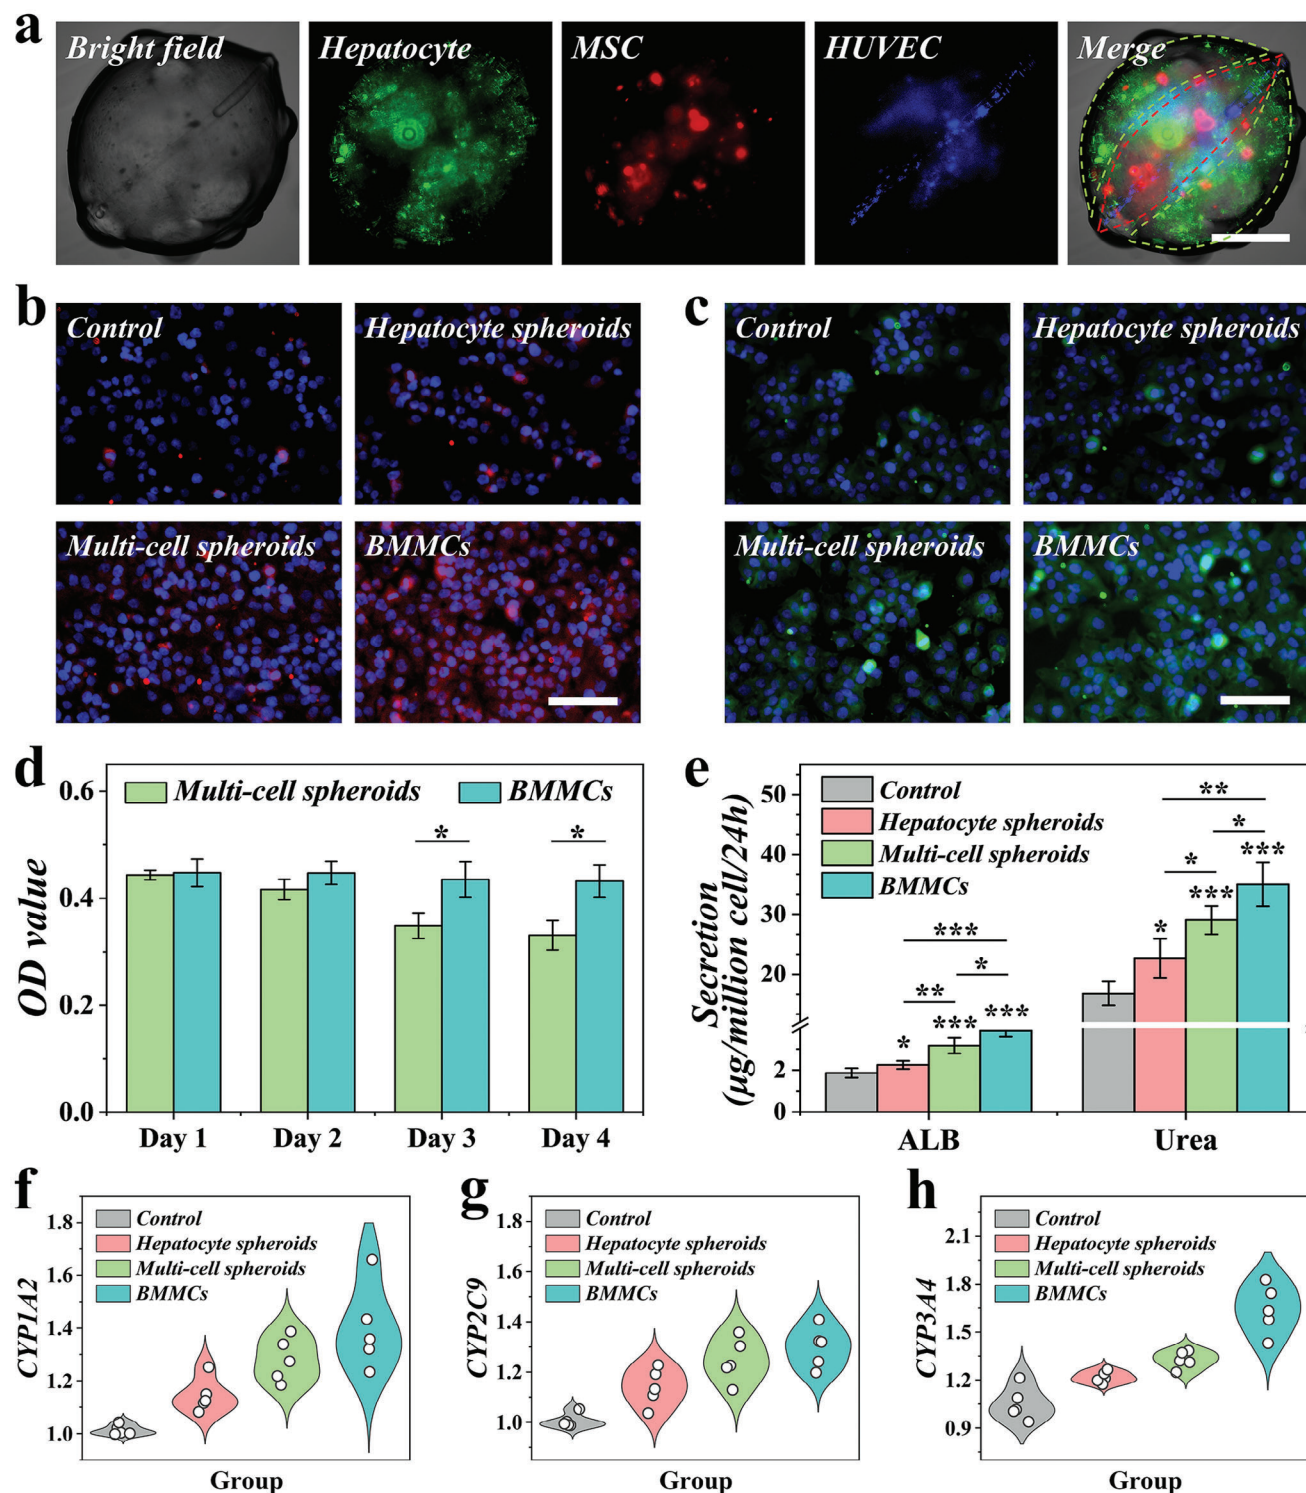 a
Bright field
Hepatocyte
MSC
HUVEC
Merge
b
Control
Hepatocyte spheroids
Multi-cell spheroids
BMMCs
c
Control
Hepatocyte spheroids
Multi-cell spheroids
BMMCs
d
OD value
0.6
0.4
0.2
0.0
Multi-cell spheroids
BMMCs
*
*
Day 1
Day 2
Day 3
Day 4
e
Secretion
(μg/million cell/24h)
50
40
30
20
2
0
Control
Hepatocyte spheroids
Multi-cell spheroids
BMMCs
***
**
*
*
***
***
**
*
*
*
***
***
ALB
Urea
f
CYP1A2
1.8
1.6
1.4
1.2
1.0
Control
Hepatocyte spheroids
Multi-cell spheroids
BMMCs
Group
g
CYP2C9
1.8
1.6
1.4
1.2
1.0
Control
Hepatocyte spheroids
Multi-cell spheroids
BMMCs
Group
h
CYP3A4
2.1
1.8
1.5
1.2
0.9
Control
Hepatocyte spheroids
Multi-cell spheroids
BMMCs
Group